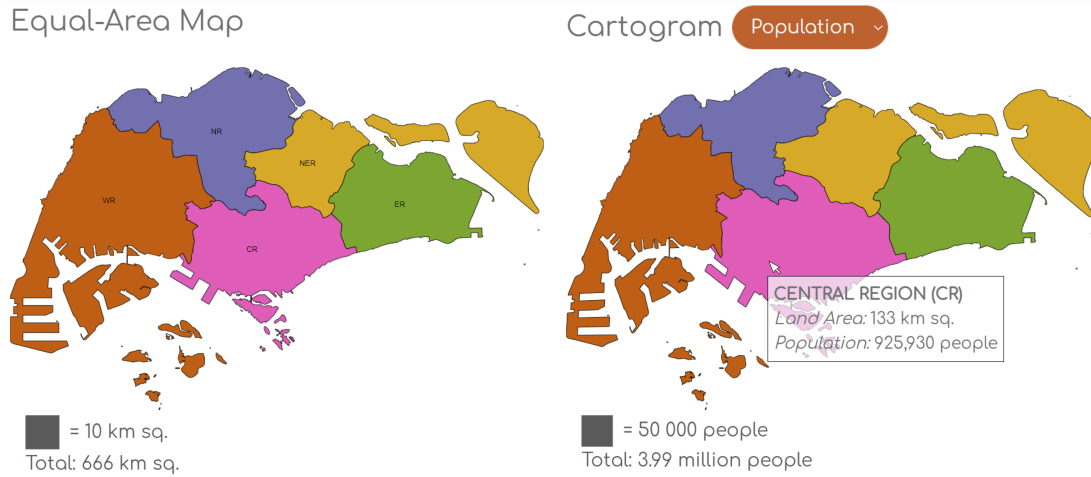 Equal-Area Map
Cartogram Population
NR
NER
WR
ER
CR
CENTRAL REGION (CR)
Land Area: 133 km sq.
Population: 925,930 people
= 10 km sq.
Total: 666 km sq.
= 50 000 people
Total: 3.99 million people